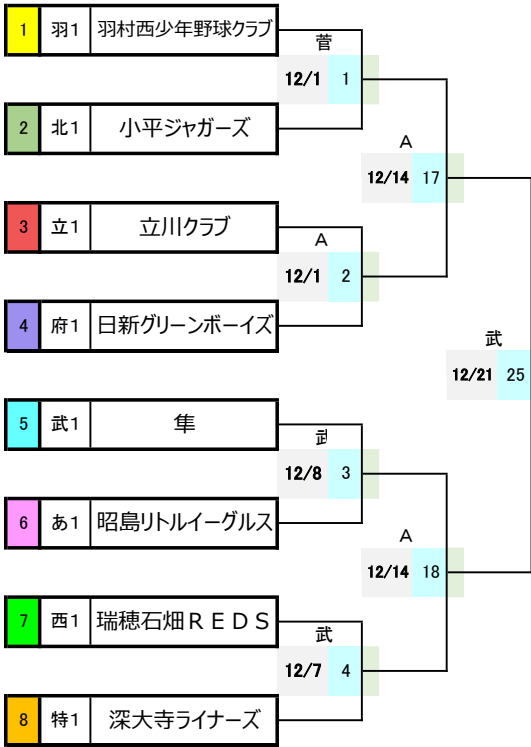 1 羽1 羽村西少年野球クラブ
菅
12/1 1
2 北1 小平ジャガーズ
A
12/14 17
3 立1 立川クラブ
A
12/1 2
4 府1 日新グリーンボーイズ
武
12/21 25
5 武1 隼
武
12/8 3
6 あ1 昭島リトルイーグルス
A
12/14 18
7 西1 瑞穂石畑REDS
武
12/7 4
8 特1 深大寺ライナーズ